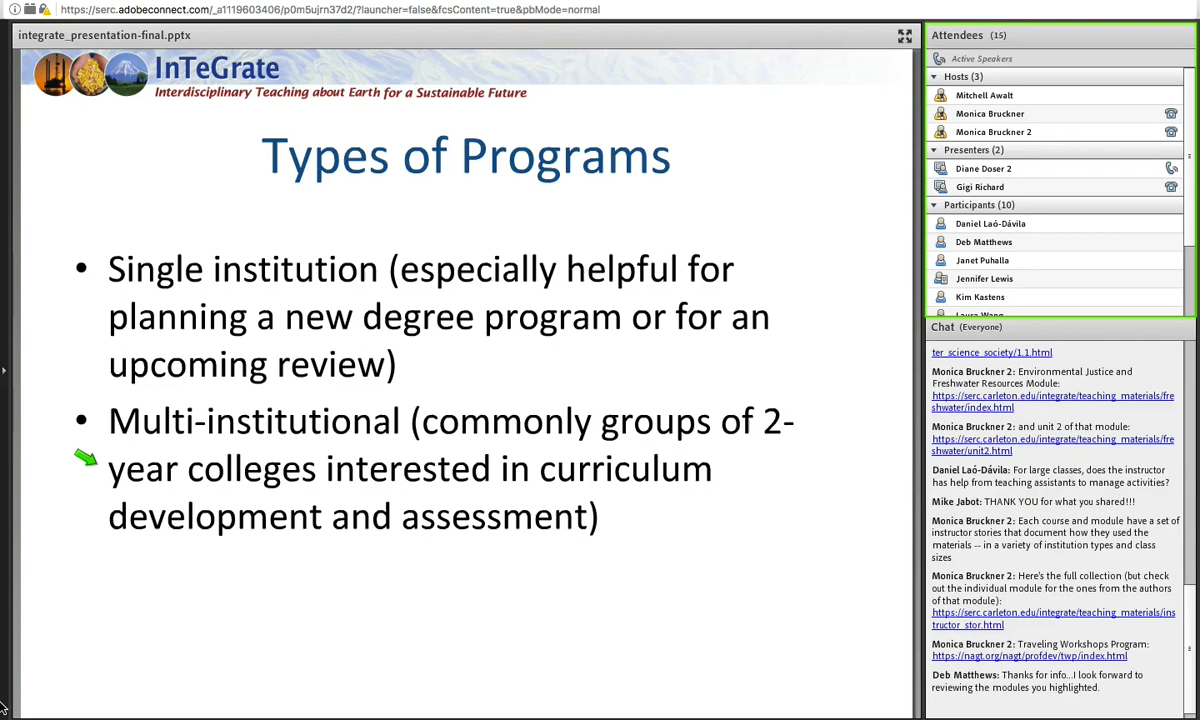 https://serc.adobeconnect.com/_a1119603406/p0m5ujrn37d2/?launcher=false&fcsContent=true&pbMode=normal
integrate_presentation-final.pptx
InTeGrate
Interdisciplinary Teaching about Earth for a Sustainable Future
Types of Programs
• Single institution (especially helpful for
planning a new degree program or for an
upcoming review)
• Multi-institutional (commonly groups of 2-
year colleges interested in curriculum
development and assessment)
Attendees (15)
Active Speakers
Hosts (3)
Mitchell Awalt
Monica Bruckner
Monica Bruckner 2
Presenters (2)
Diane Doser 2
Gigi Richard
Participants (10)
Daniel Laó-Dávila
Deb Matthews
Janet Puhalla
Jennifer Lewis
Kim Kastens
Chat (Everyone)
ter_science_society/1.1.html
Monica Bruckner 2: Environmental Justice and
Freshwater Resources Module:
https://serc.carleton.edu/integrate/teaching_materials/fre
shwater/index.html
Monica Bruckner 2: and unit 2 of that module:
https://serc.carleton.edu/integrate/teaching_materials/fre
shwater/unit2.html
Daniel Laó-Dávila: For large classes, does the instructor
has help from teaching assistants to manage activities?
Mike Jabot: THANK YOU for what you shared!!!
Monica Bruckner 2: Each course and module have a set of
instructor stories that document how they used the
materials -- in a variety of institution types and class
sizes
Monica Bruckner 2: Here's the full collection (but check
out the individual module for the ones from the authors
of that module):
https://serc.carleton.edu/integrate/teaching_materials/ins
tructor_stor.html
Monica Bruckner 2: Traveling Workshops Program:
https://nagt.org/nagt/profdev/twp/index.html
Deb Matthews: Thanks for info...I look forward to
reviewing the modules you highlighted.